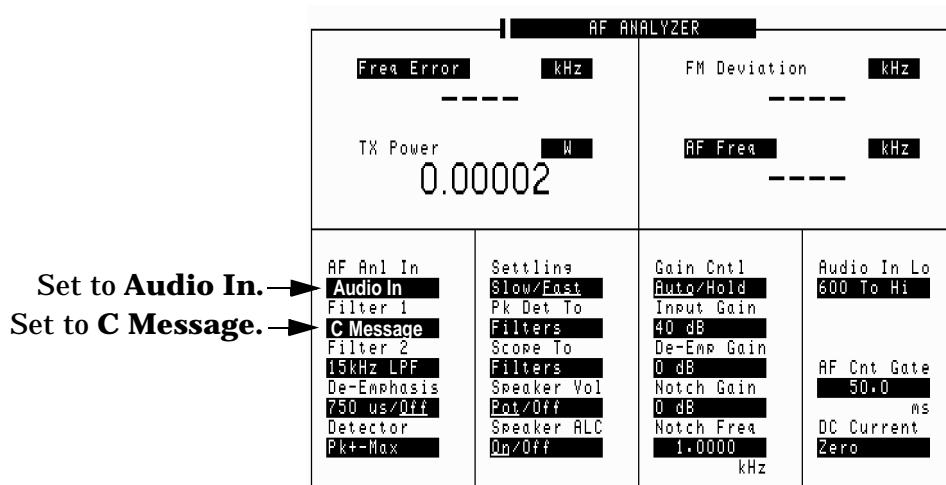 AF ANALYZER
Freq Error kHz
----
FM Deviation kHz
----
TX Power W
0.00002
AF Freq kHz
----
Set to Audio In.
Set to C Message.
AF Anl In
Audio In
Filter 1
C Message
Filter 2
15kHz LPF
De-Emphasis
750 us/Off
Detector
Pk+-Max
Settling
Slow/Fast
Pk Det To
Filters
Scope To
Filters
Speaker Vol
Pot/Off
Speaker ALC
On/Off
Gain Cntl
Auto/Hold
Input Gain
40 dB
De-Emp Gain
0 dB
Notch Gain
0 dB
Notch Freq
1.0000
kHz
Audio In Lo
600 To Hi
AF Cnt Gate
50.0
ms
DC Current
Zero